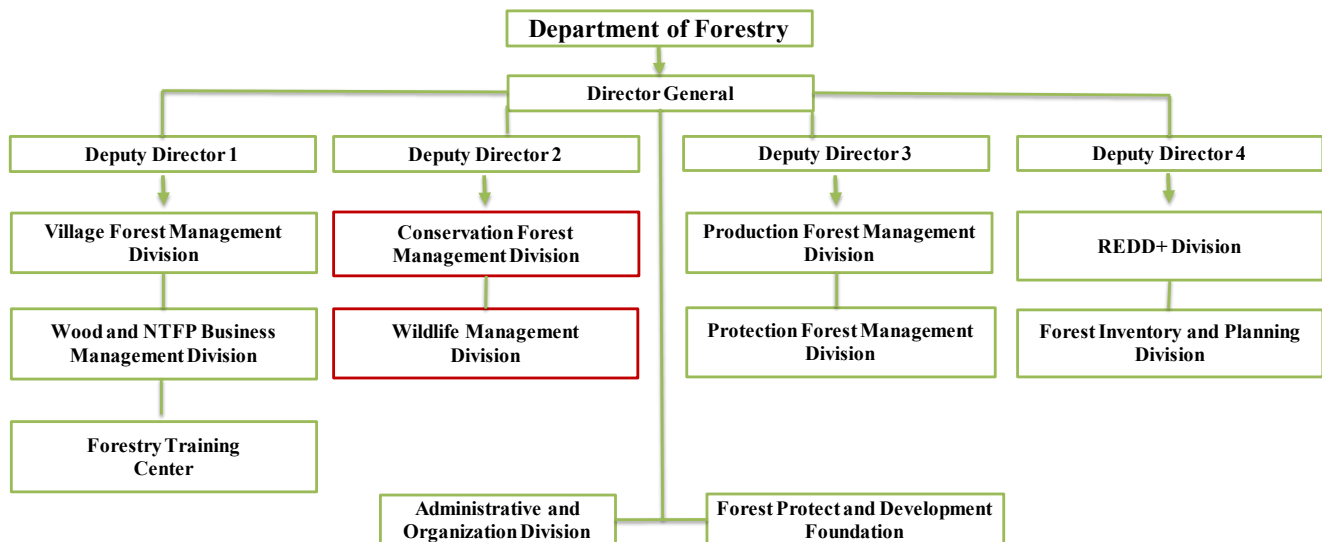 Department of Forestry
Director General
Deputy Director 1
Deputy Director 2
Deputy Director 3
Deputy Director 4
Village Forest Management
Division
Conservation Forest
Management Division
Production Forest Management
Division
REDD+ Division
Wood and NTFP Business
Management Division
Wildlife Management
Division
Protection Forest Management
Division
Forest Inventory and Planning
Division
Forestry Training
Center
Administrative and
Organization Division
Forest Protect and Development
Foundation